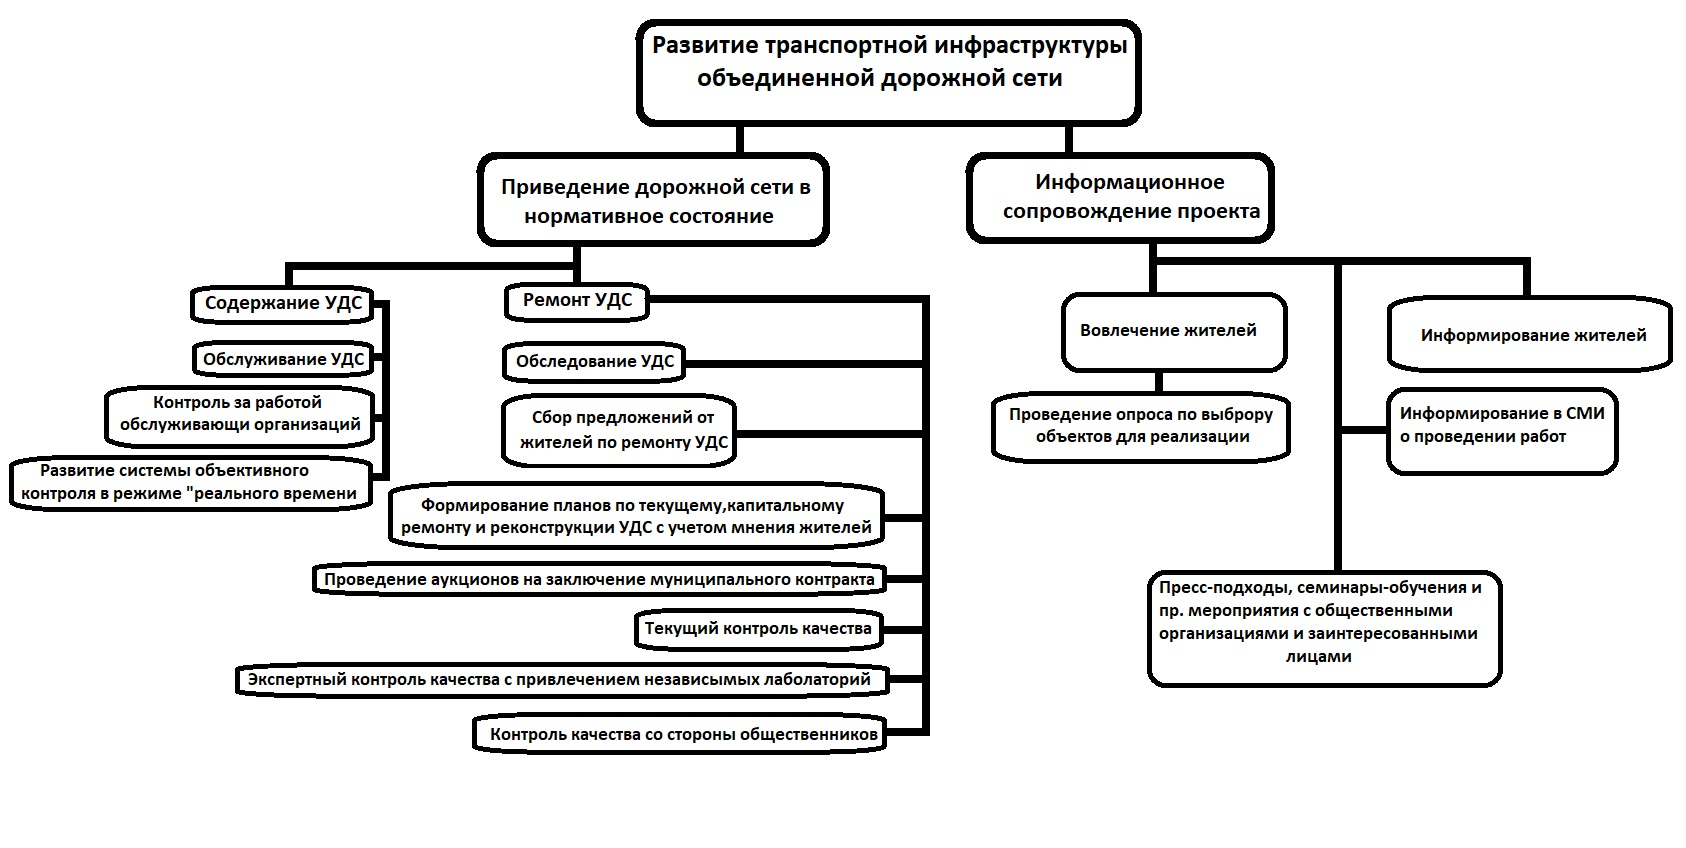 Развитие транспортной инфраструктуры
объединенной дорожной сети
Приведение дорожной сети в
нормативное состояние
Информационное
сопровождение проекта
Содержание УДС
Обслуживание УДС
Контроль за работой
обслуживающи организаций
Развитие системы объективного
контроля в режиме "реального времени
Ремонт УДС
Обследование УДС
Сбор предложений от
жителей по ремонту УДС
Формирование планов по текущему,капитальному
ремонту и реконструкции УДС с учетом мнения жителей
Проведение аукционов на заключение муниципального контракта
Текущий контроль качества
Экспертный контроль качества с привлечением независымых лаболаторий
Контроль качества со стороны общественников
Вовлечение жителей
Проведение опроса по выброру
объектов для реализации
Информирование жителей
Информирование в СМИ
о проведении работ
Пресс-подходы, семинары-обучения и
пр. мероприятия с общественными
организациями и заинтересованными
лицами